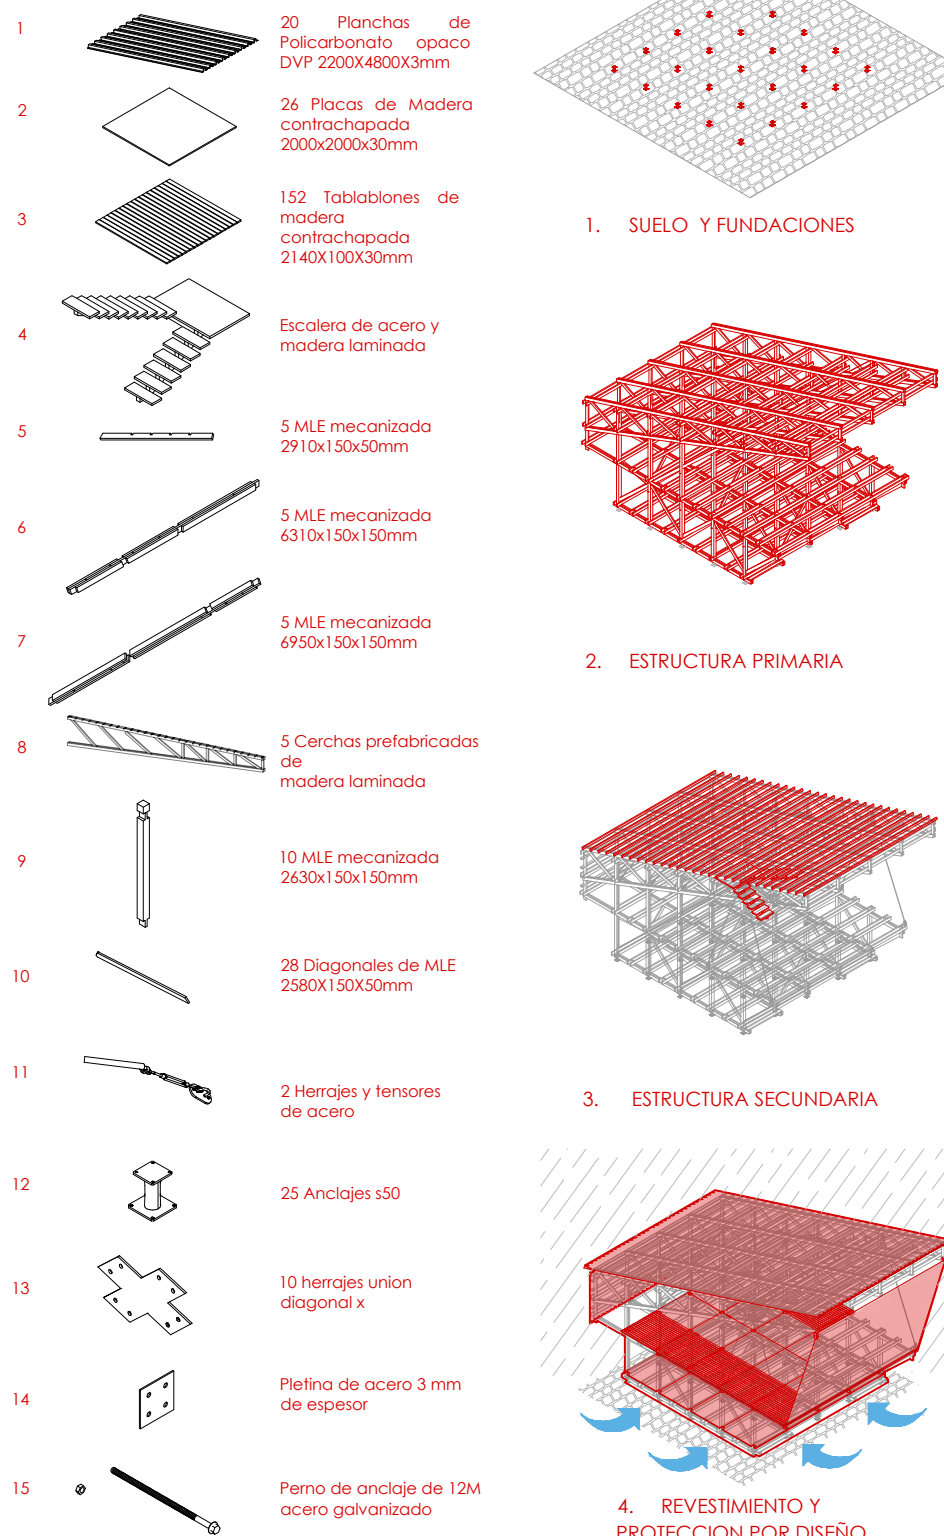 1
20 Planchas de
Policarbonato opaco
DVP 2200X4800X3mm
2
26 Placas de Madera
contrachapada
2000x2000x30mm
3
152 Tablablones de
madera
contrachapada
2140X100X30mm
4
Escalera de acero y
madera laminada
5
5 MLE mecanizada
2910x150x50mm
6
5 MLE mecanizada
6310x150x150mm
7
5 MLE mecanizada
6950x150x150mm
8
5 Cerchas prefabricadas
de
madera laminada
9
10 MLE mecanizada
2630x150x150mm
10
28 Diagonales de MLE
2580X150X50mm
11
2 Herrajes y tensores
de acero
12
25 Anclajes s50
13
10 herrajes union
diagonal x
14
Pletina de acero 3 mm
de espesor
15
Perno de anclaje de 12M
acero galvanizado
1. SUELO Y FUNDACIONES
2. ESTRUCTURA PRIMARIA
3. ESTRUCTURA SECUNDARIA
4. REVESTIMIENTO Y
PROTECCION POR DISEÑO